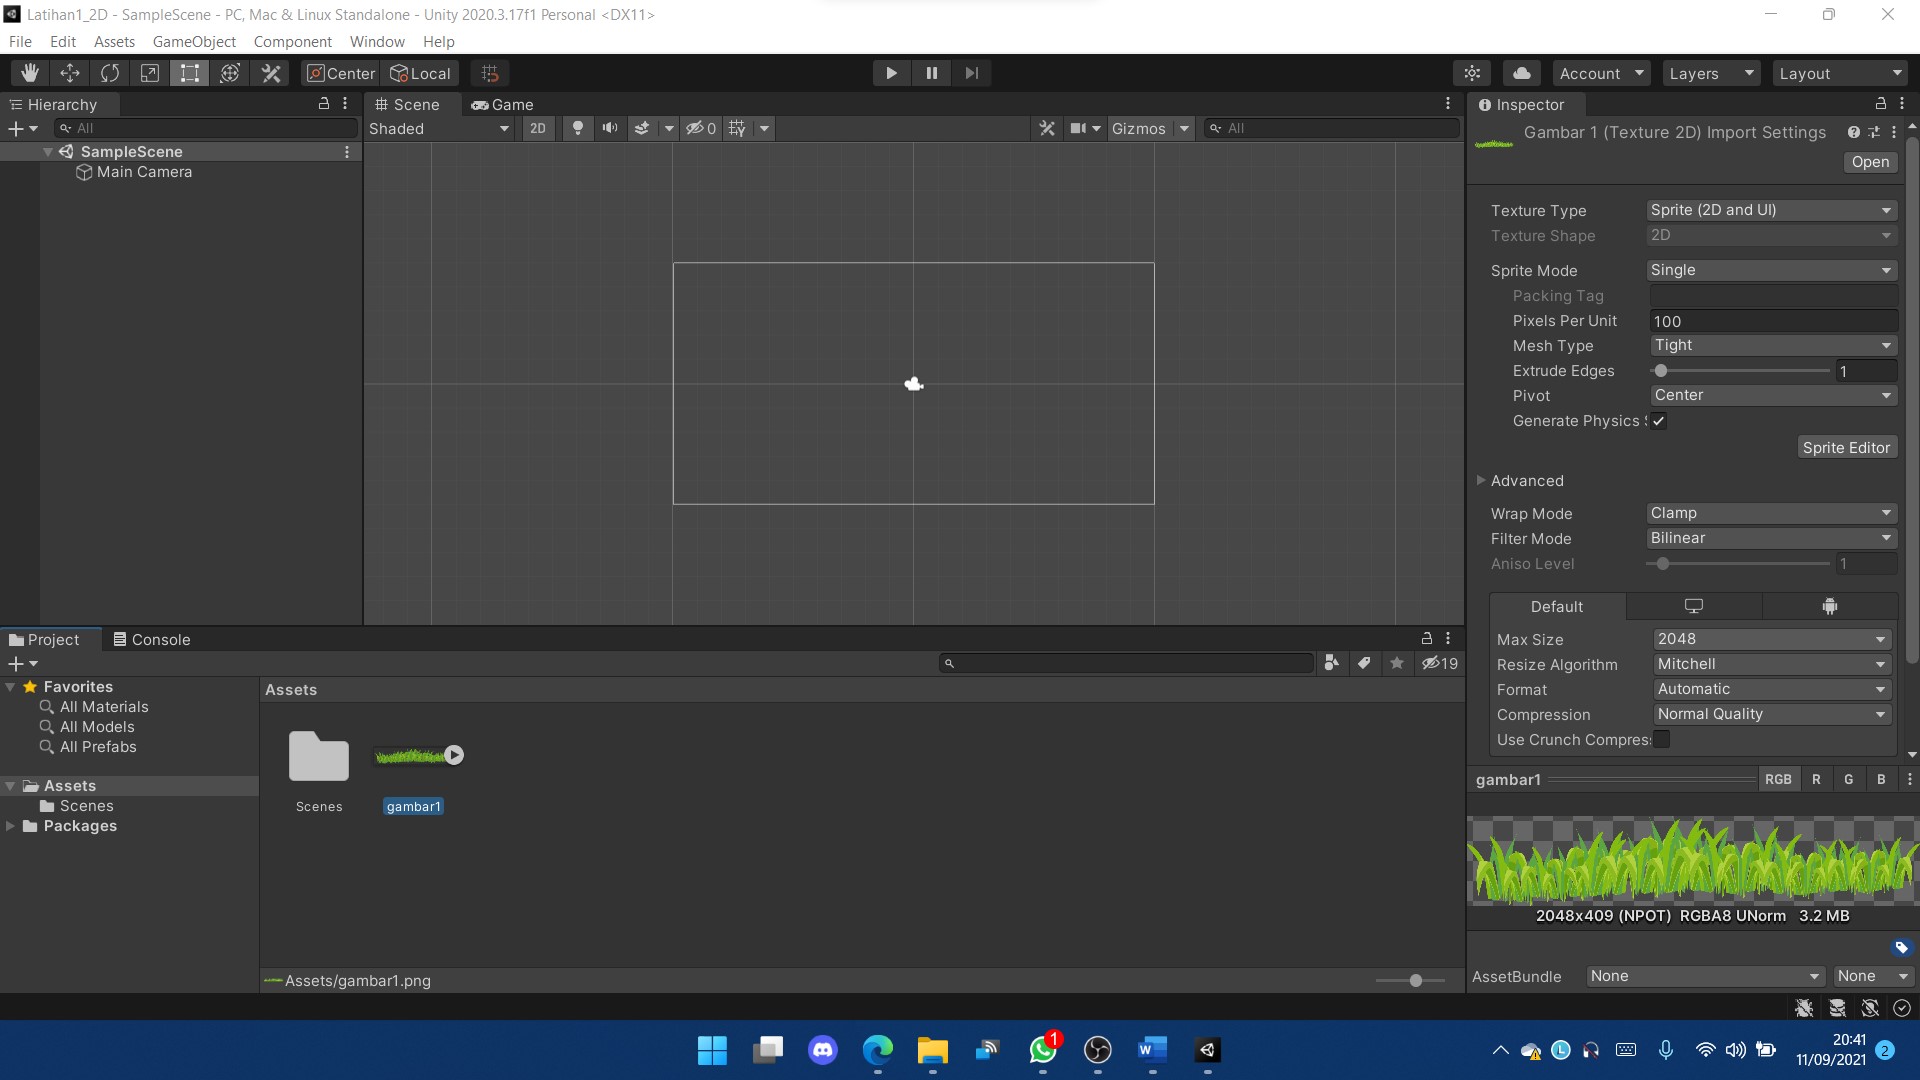 Latihan1_2D - SampleScene - PC, Mac & Linux Standalone - Unity 2020.3.17f1 Personal <DX11>
File Edit Assets GameObject Component Window Help
Center Local Account Layers Layout
Hierarchy
All
SampleScene
Main Camera
Scene Game
Shaded 2D 0 Gizmos All
Inspector
Gambar 1 (Texture 2D) Import Settings
Open
Texture Type Sprite (2D and UI)
Texture Shape 2D
Sprite Mode Single
Packing Tag
Pixels Per Unit 100
Mesh Type Tight
Extrude Edges 1
Pivot Center
Generate Physics
Sprite Editor
Advanced
Wrap Mode Clamp
Filter Mode Bilinear
Aniso Level 1
Default
Max Size 2048
Resize Algorithm Mitchell
Format Automatic
Compression Normal Quality
Use Crunch Compres
gambar1 RGB R G B
2048x409 (NPOT) RGBA8 UNorm 3.2 MB
AssetBundle None None
Project Console
19
Favorites
All Materials
All Models
All Prefabs
Assets
Scenes
Packages
Assets
Scenes
gambar1
Assets/gambar1.png
1
W
L
20:41
11/09/2021
2